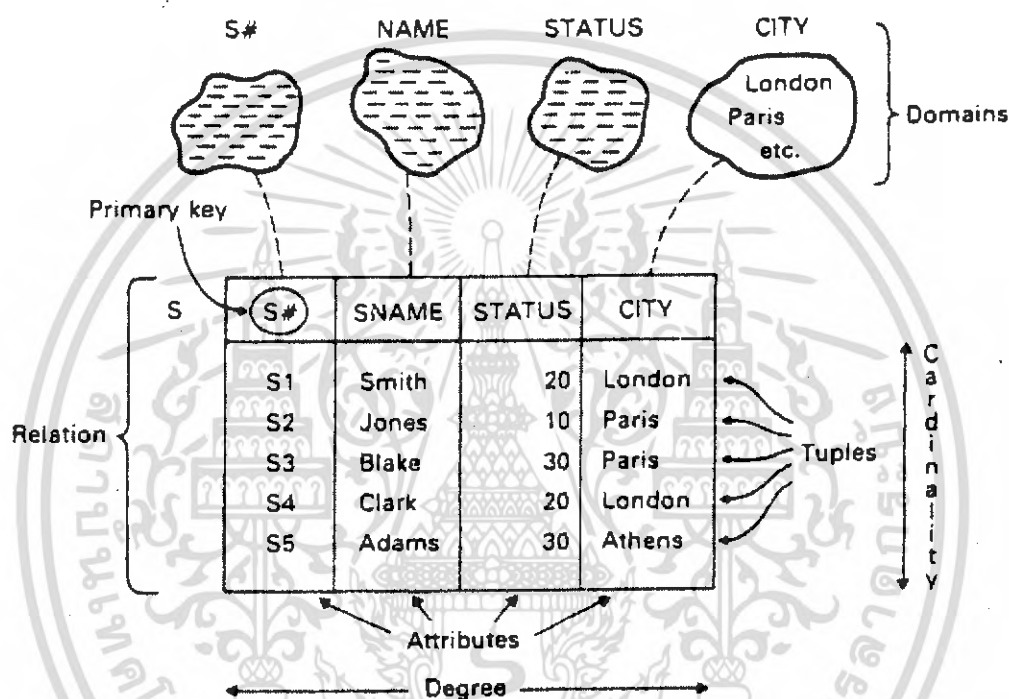 S# NAME STATUS CITY
London
Paris
etc.
Domains
Primary key
S S# SNAME STATUS CITY
S1 Smith 20 London
S2 Jones 10 Paris
S3 Blake 30 Paris
S4 Clark 20 London
S5 Adams 30 Athens
Relation
Tuples
Cardinality
Attributes
Degree